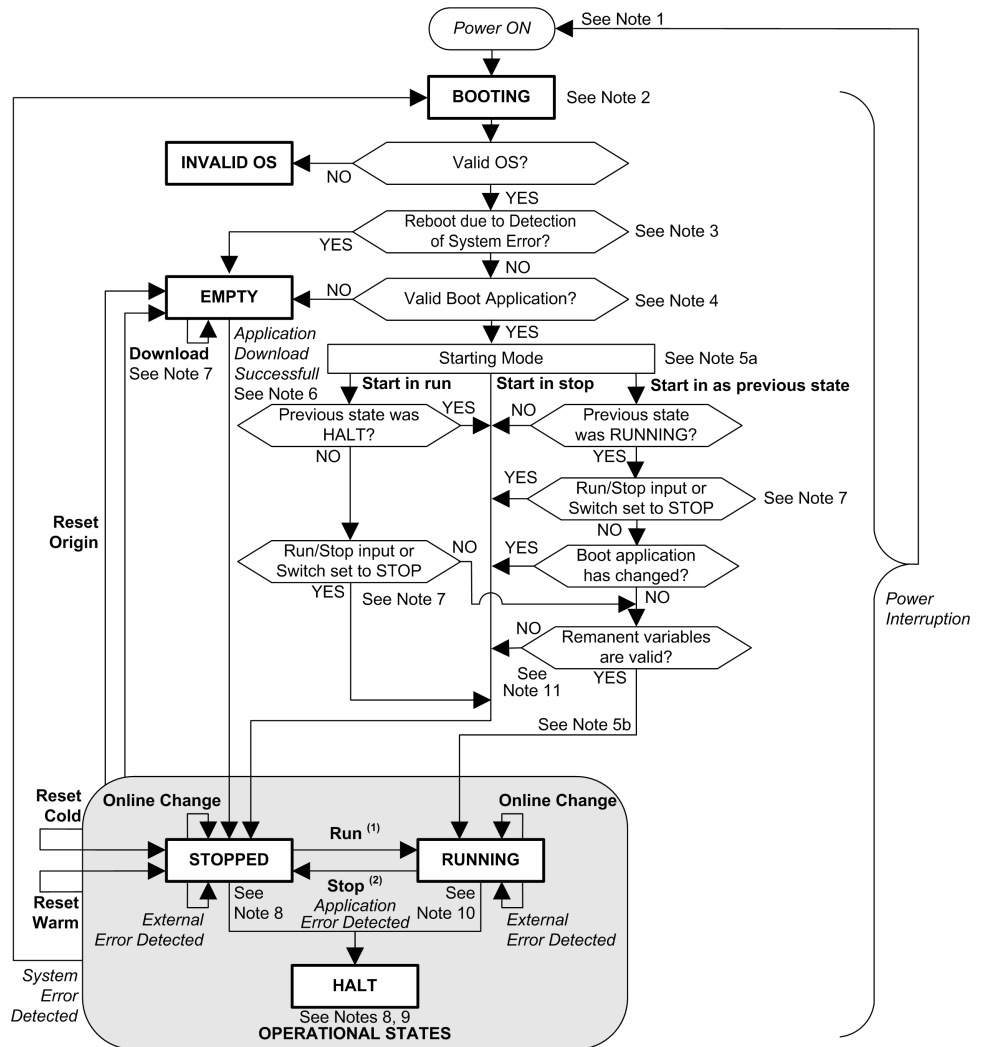 Power ON
See Note 1
BOOTING
See Note 2
INVALID OS
NO
Valid OS?
YES
Reboot due to Detection
of System Error?
See Note 3
YES
NO
EMPTY
NO
Valid Boot Application?
See Note 4
YES
Download
See Note 7
Application
Download
Successfull
See Note 6
Starting Mode
See Note 5a
Start in run
Start in stop
Start in as previous state
Previous state was
HALT?
YES
NO
NO
Previous state
was RUNNING?
YES
YES
Run/Stop input or
Switch set to STOP
See Note 7
NO
Reset
Origin
Run/Stop input or
Switch set to STOP
NO
YES
See Note 7
YES
Boot application
has changed?
NO
Power
Interruption
NO
Remanent variables
are valid?
See
Note 11
YES
See Note 5b
Reset
Cold
Online Change
Online Change
Run (1)
STOPPED
RUNNING
Reset
Warm
Stop (2)
Application
Error Detected
See
Note 8
See
Note 10
External
Error Detected
External
Error Detected
System
Error
Detected
HALT
See Notes 8, 9
OPERATIONAL STATES